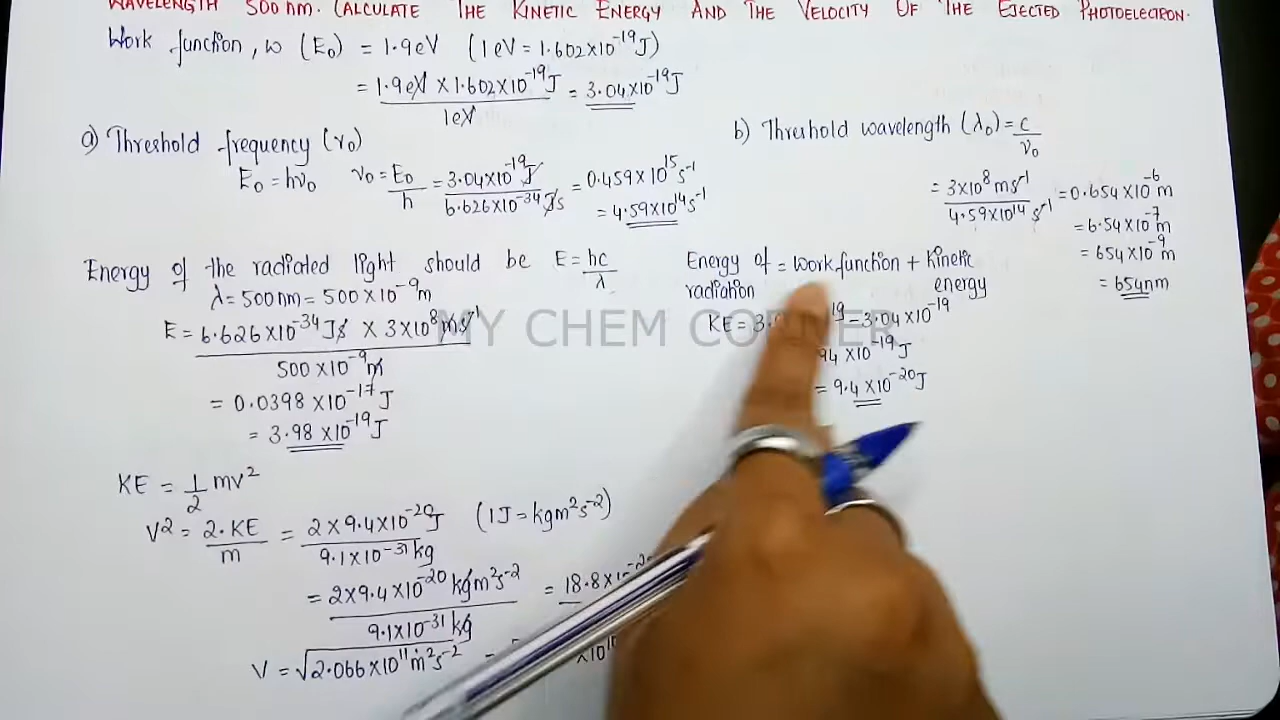 WAVELENGTH 500 nm. CALCULATE THE KINETIC ENERGY AND THE VELOCITY OF THE EJECTED PHOTOELECTRON.
Work function, w (E₀) = 1.9eV (1eV = 1.602×10⁻¹⁹J)
= 1.9eV × 1.602×10⁻¹⁹J / 1eV = 3.04×10⁻¹⁹J
a) Threshold frequency (ν₀)
E₀ = hν₀ ν₀ = E₀/h = 3.04×10⁻¹⁹J / 6.626×10⁻³⁴Js = 0.459×10¹⁵s⁻¹
= 4.59×10¹⁴s⁻¹
b) Threshold wavelength (λ₀) = c/ν₀
= 3×10⁸ms⁻¹ / 4.59×10¹⁴s⁻¹ = 0.654×10⁻⁶m
= 6.54×10⁻⁷m
= 654×10⁻⁹m
= 654nm
Energy of the radiated light should be E = hc/λ
λ = 500nm = 500×10⁻⁹m
E = 6.626×10⁻³⁴Js × 3×10⁸ms⁻¹ / 500×10⁻⁹m
= 0.0398×10⁻¹⁷J
= 3.98×10⁻¹⁹J
Energy of radiation = work function + Kinetic energy
KE = 3. 19 – 3.04×10⁻¹⁹
94×10⁻¹⁹J
= 9.4×10⁻²⁰J
KE = 1/2 mv²
V² = 2.KE/m = 2×9.4×10⁻²⁰J / 9.1×10⁻³¹kg (1J = kgm²s⁻²)
= 2×9.4×10⁻²⁰ kgm²s⁻² / 9.1×10⁻³¹kg = 18.8×10
V = √2.066×10¹¹m²s⁻² = ×10¹⁰
MY CHEM CORNER